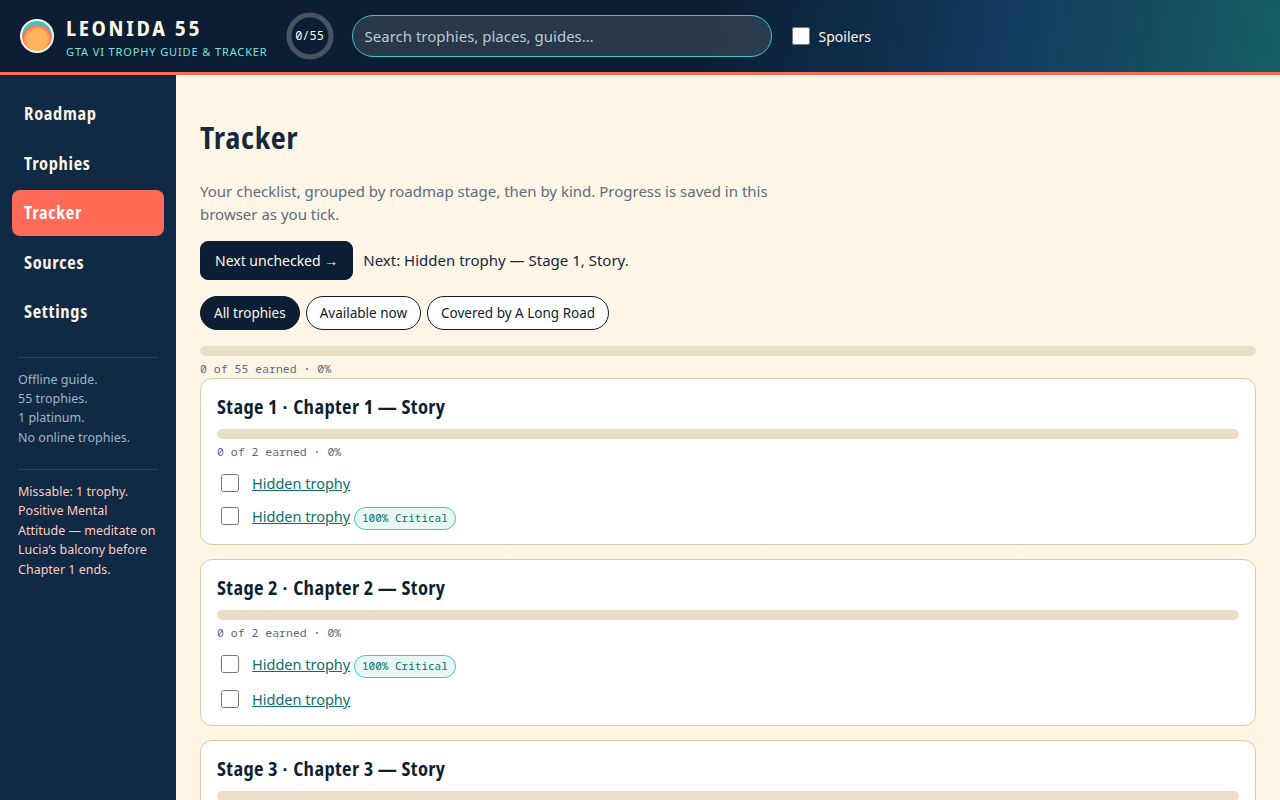 LEONIDA 55
GTA VI TROPHY GUIDE & TRACKER
0/55
Search trophies, places, guides...
Spoilers
Roadmap
Trophies
Tracker
Sources
Settings
Offline guide.
55 trophies.
1 platinum.
No online trophies.
Missable: 1 trophy.
Positive Mental
Attitude — meditate on
Lucia's balcony before
Chapter 1 ends.
Tracker
Your checklist, grouped by roadmap stage, then by kind. Progress is saved in this
browser as you tick.
Next unchecked →
Next: Hidden trophy — Stage 1, Story.
All trophies
Available now
Covered by A Long Road
0 of 55 earned · 0%
Stage 1 · Chapter 1 — Story
0 of 2 earned · 0%
Hidden trophy
Hidden trophy 100% Critical
Stage 2 · Chapter 2 — Story
0 of 2 earned · 0%
Hidden trophy 100% Critical
Hidden trophy
Stage 3 · Chapter 3 — Story